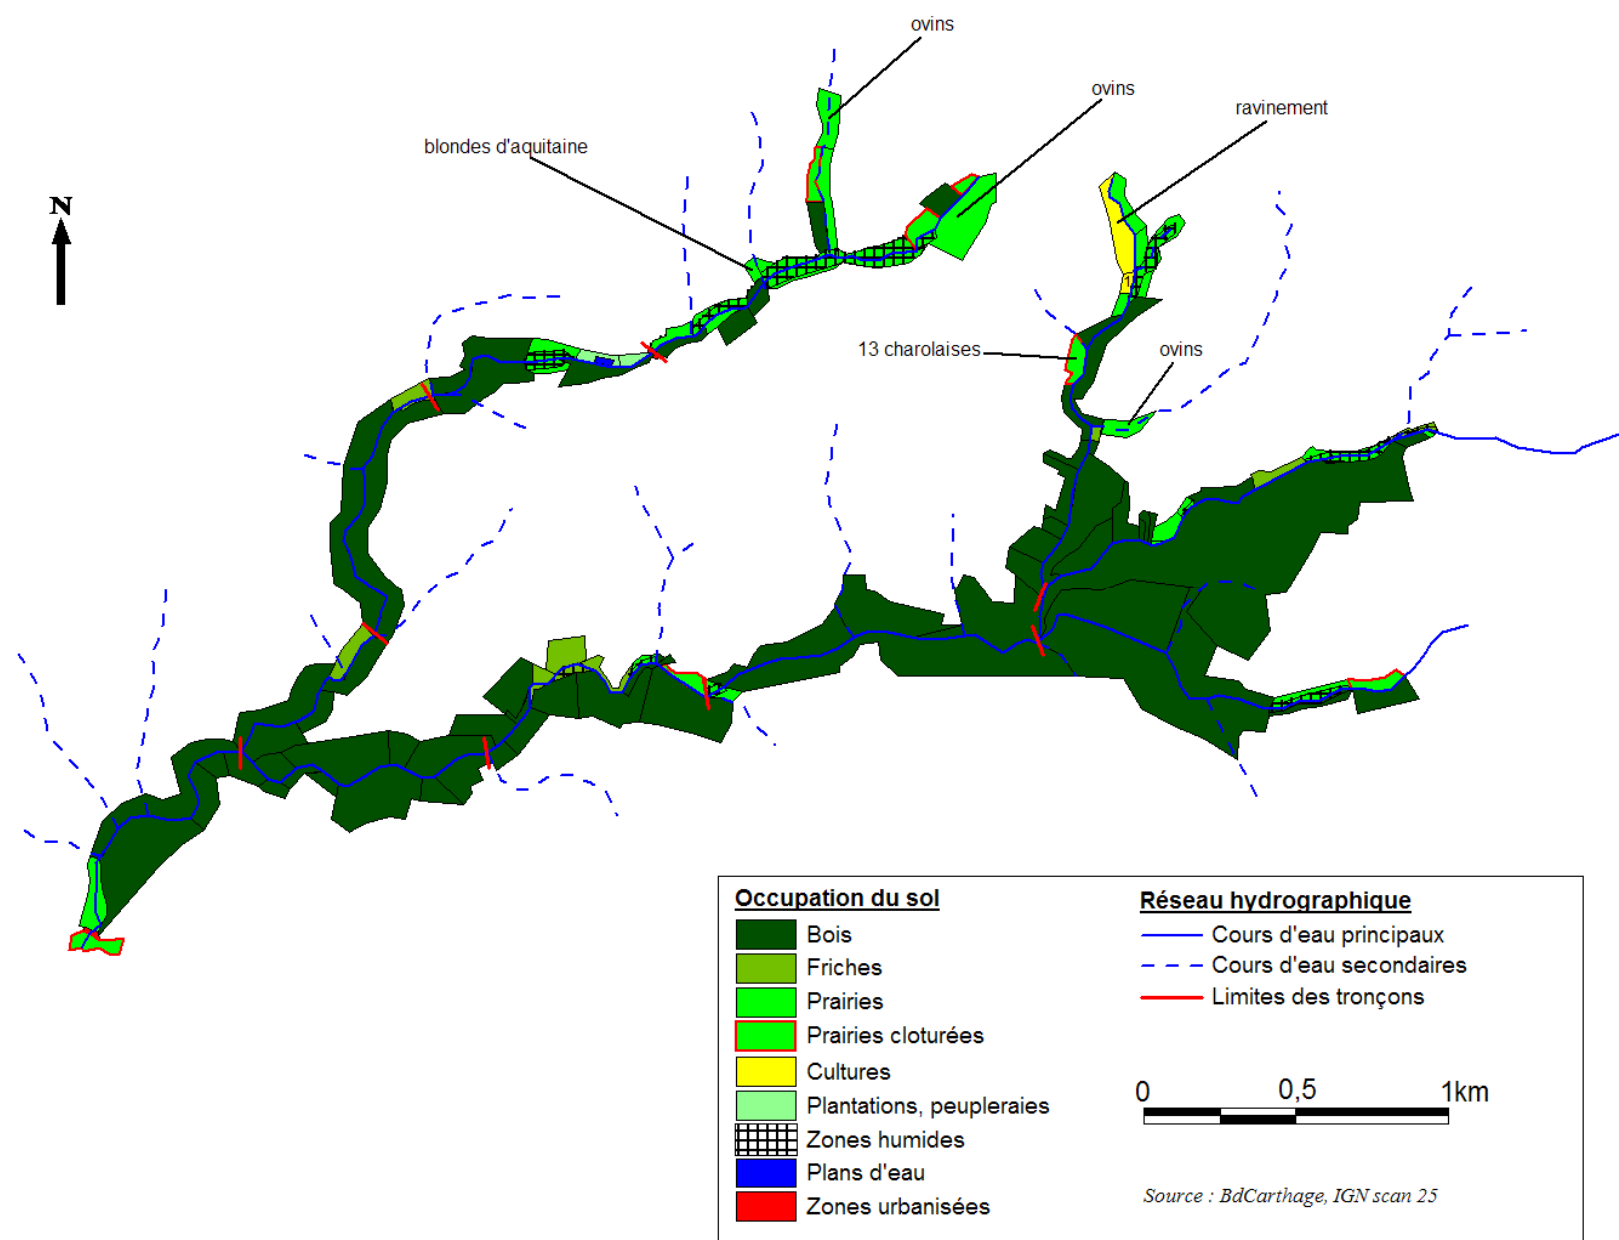 ovins
ovins
ravinement
blondes d'aquitaine
N
13 charolaises
ovins
1
Occupation du sol
Bois
Friches
Prairies
Prairies cloturées
Cultures
Plantations, peupleraies
Zones humides
Plans d'eau
Zones urbanisées
Réseau hydrographique
Cours d'eau principaux
Cours d'eau secondaires
Limites des tronçons
0 0,5 1km
Source : BdCarthage, IGN scan 25